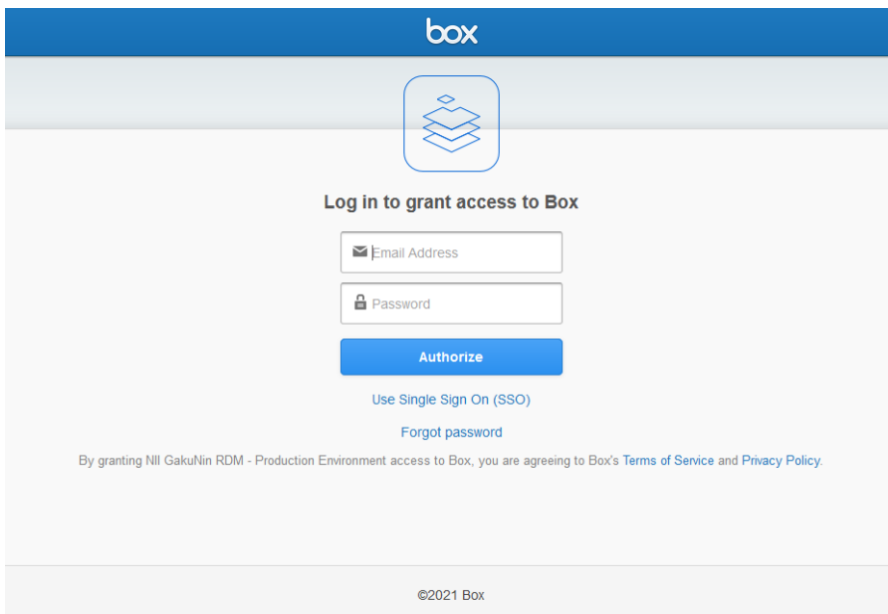 box
Log in to grant access to Box
Email Address
Password
Authorize
Use Single Sign On (SSO)
Forgot password
By granting NII GakuNin RDM - Production Environment access to Box, you are agreeing to Box's Terms of Service and Privacy Policy.
©2021 Box